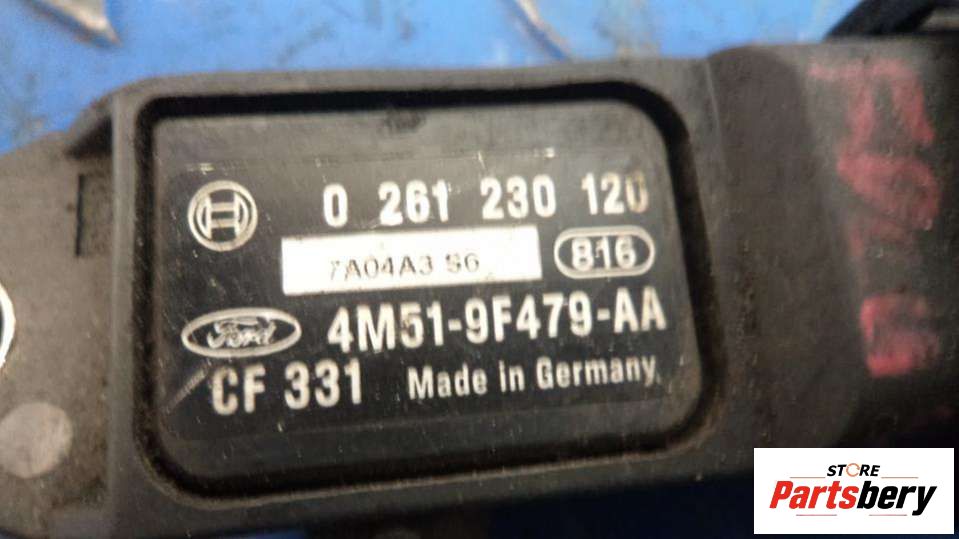 0 261 230 120
7A04A3 S6
816
Ford
4M51-9F479-AA
CF 331 Made in Germany
STORE
Partsbery